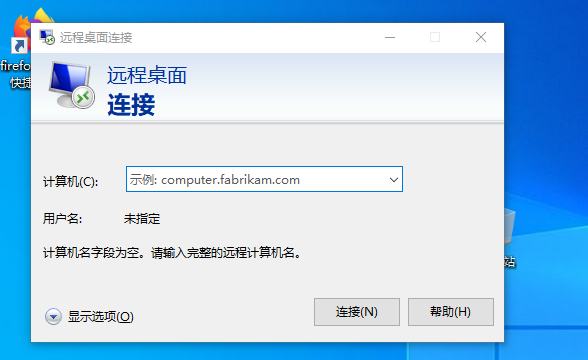 远程桌面连接
远程桌面
连接
firefo
快捷
计算机(C):
示例: computer.fabrikam.com
用户名:
未指定
计算机名字段为空。请输入完整的远程计算机名。
站
显示选项(O)
连接(N)
帮助(H)